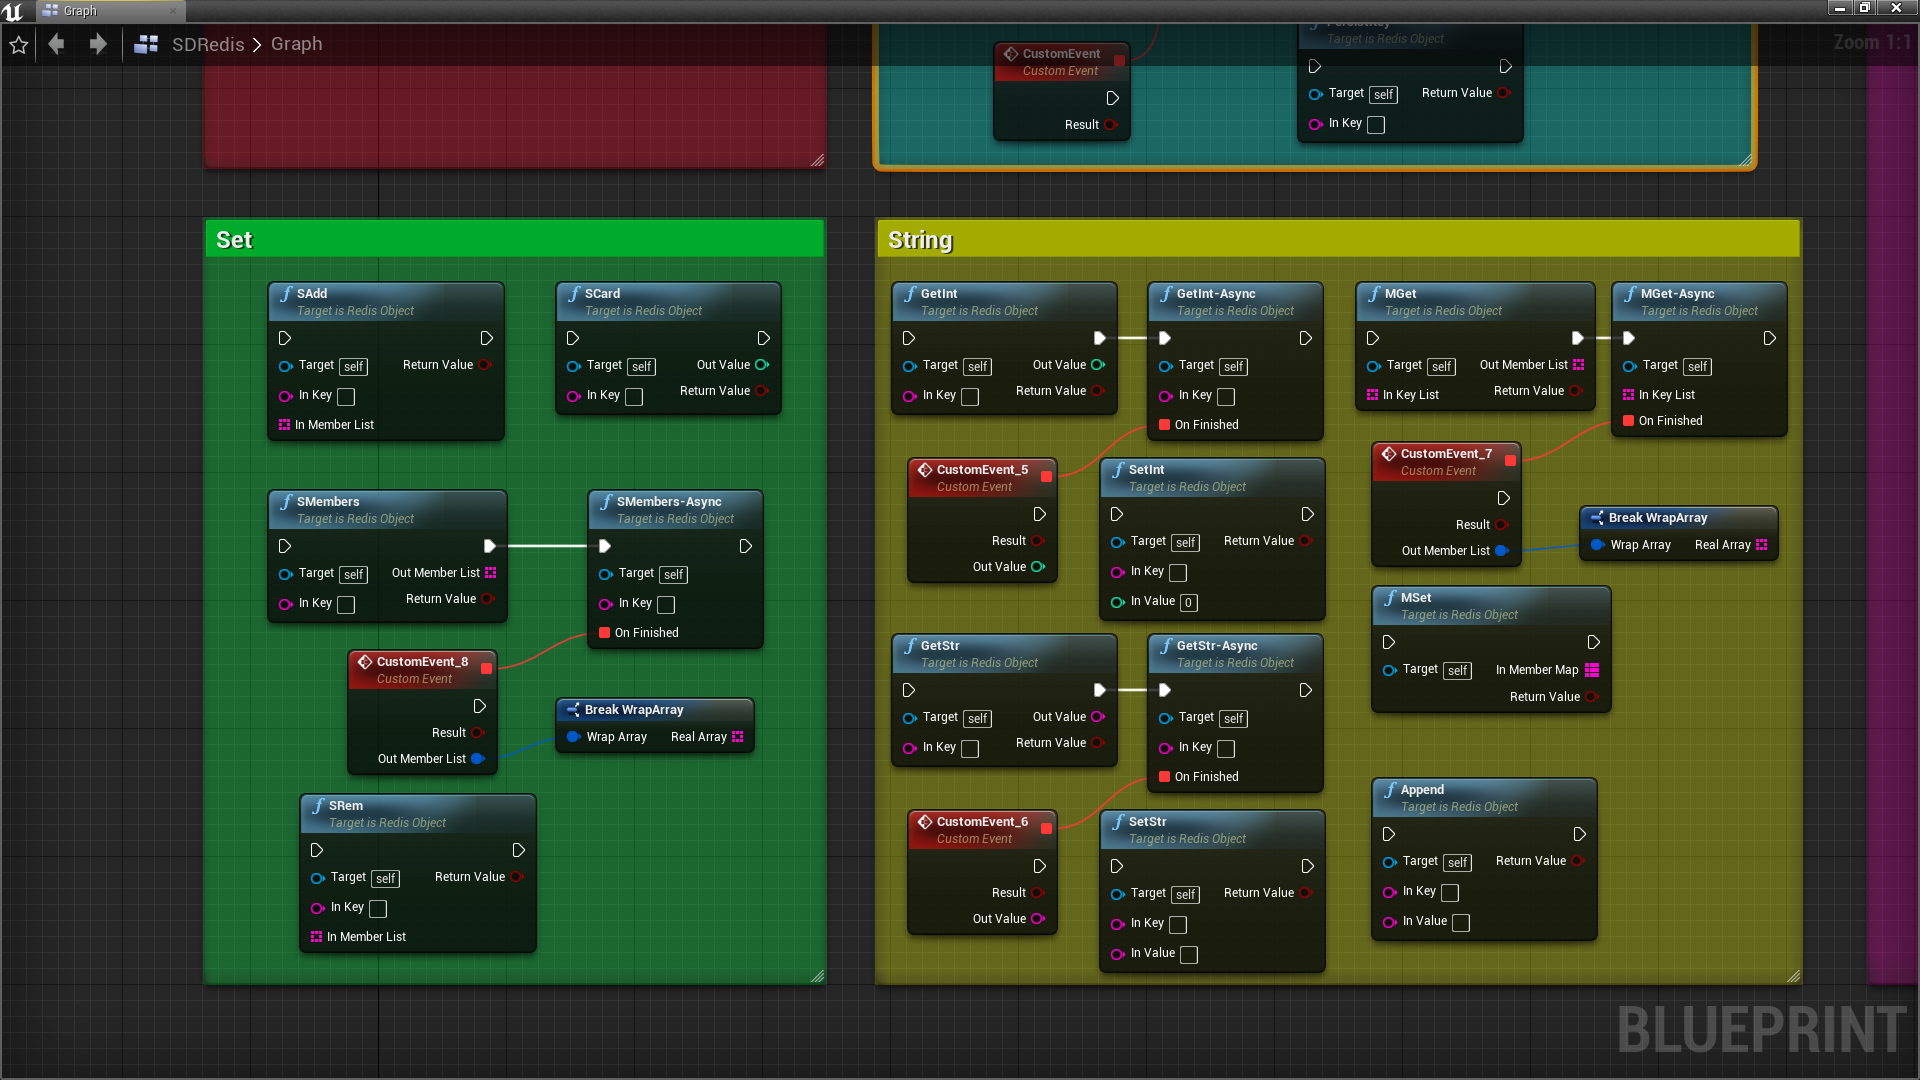 Graph
SDRedis > Graph
Zoom 1:1
CustomEvent
Custom Event
Result
PersistKey
Target is Redis Object
Target self
Return Value
In Key
Set
SAdd
Target is Redis Object
Target self
Return Value
In Key
In Member List
SCard
Target is Redis Object
Target self
Out Value
In Key
Return Value
SMembers
Target is Redis Object
Target self
Out Member List
In Key
Return Value
SMembers-Async
Target is Redis Object
Target self
In Key
On Finished
CustomEvent_8
Custom Event
Result
Out Member List
Break WrapArray
Wrap Array
Real Array
SRem
Target is Redis Object
Target self
Return Value
In Key
In Member List
String
GetInt
Target is Redis Object
Target self
Out Value
In Key
Return Value
GetInt-Async
Target is Redis Object
Target self
In Key
On Finished
MGet
Target is Redis Object
Target self
Out Member List
In Key List
Return Value
MGet-Async
Target is Redis Object
Target self
In Key List
On Finished
CustomEvent_5
Custom Event
Result
Out Value
SetInt
Target is Redis Object
Target self
Return Value
In Key
In Value 0
CustomEvent_7
Custom Event
Result
Out Member List
Break WrapArray
Wrap Array
Real Array
MSet
Target is Redis Object
Target self
In Member Map
Return Value
GetStr
Target is Redis Object
Target self
Out Value
In Key
Return Value
GetStr-Async
Target is Redis Object
Target self
In Key
On Finished
CustomEvent_6
Custom Event
Result
Out Value
SetStr
Target is Redis Object
Target self
Return Value
In Key
In Value
Append
Target is Redis Object
Target self
Return Value
In Key
In Value
BLUEPRINT